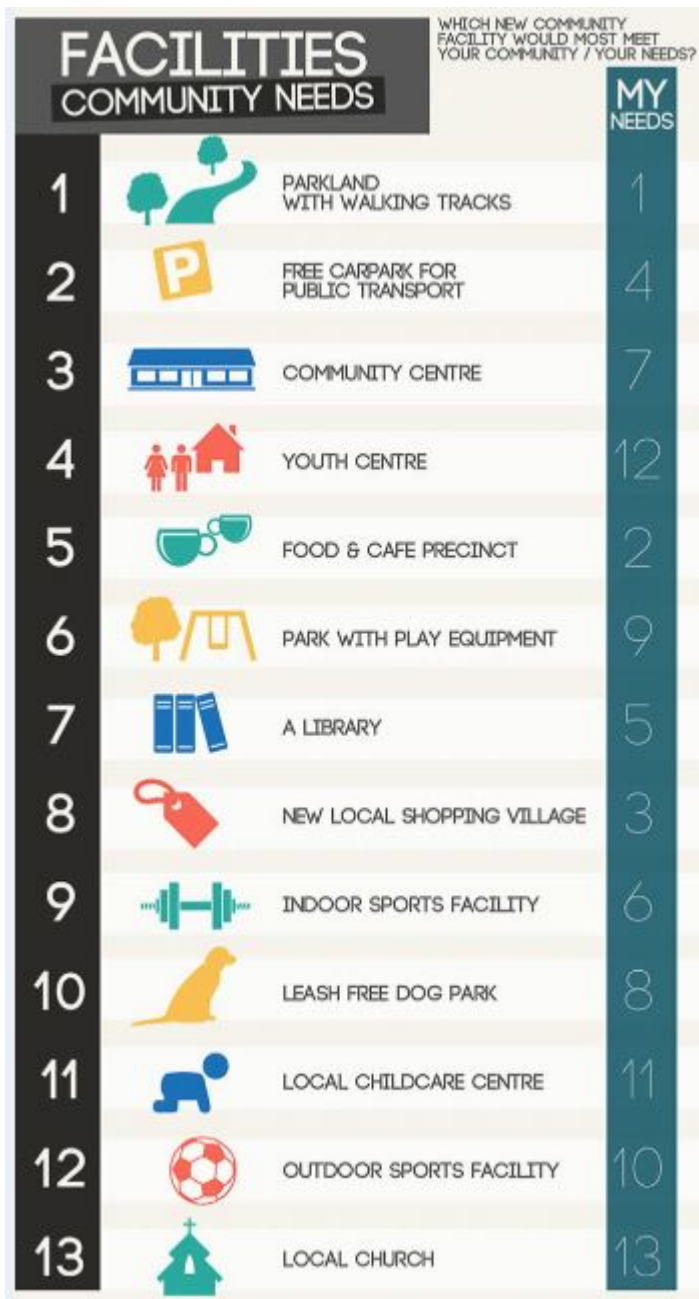 FACILITIES
COMMUNITY NEEDS
WHICH NEW COMMUNITY
FACILITY WOULD MOST MEET
YOUR COMMUNITY / YOUR NEEDS?
MY
NEEDS
1 PARKLAND
WITH WALKING TRACKS 1
2 P FREE CARPARK FOR
PUBLIC TRANSPORT 4
3 COMMUNITY CENTRE 7
4 YOUTH CENTRE 12
5 FOOD & CAFE PRECINCT 2
6 PARK WITH PLAY EQUIPMENT 9
7 A LIBRARY 5
8 NEW LOCAL SHOPPING VILLAGE 3
9 INDOOR SPORTS FACILITY 6
10 LEASH FREE DOG PARK 8
11 LOCAL CHILDCARE CENTRE 11
12 OUTDOOR SPORTS FACILITY 10
13 LOCAL CHURCH 13